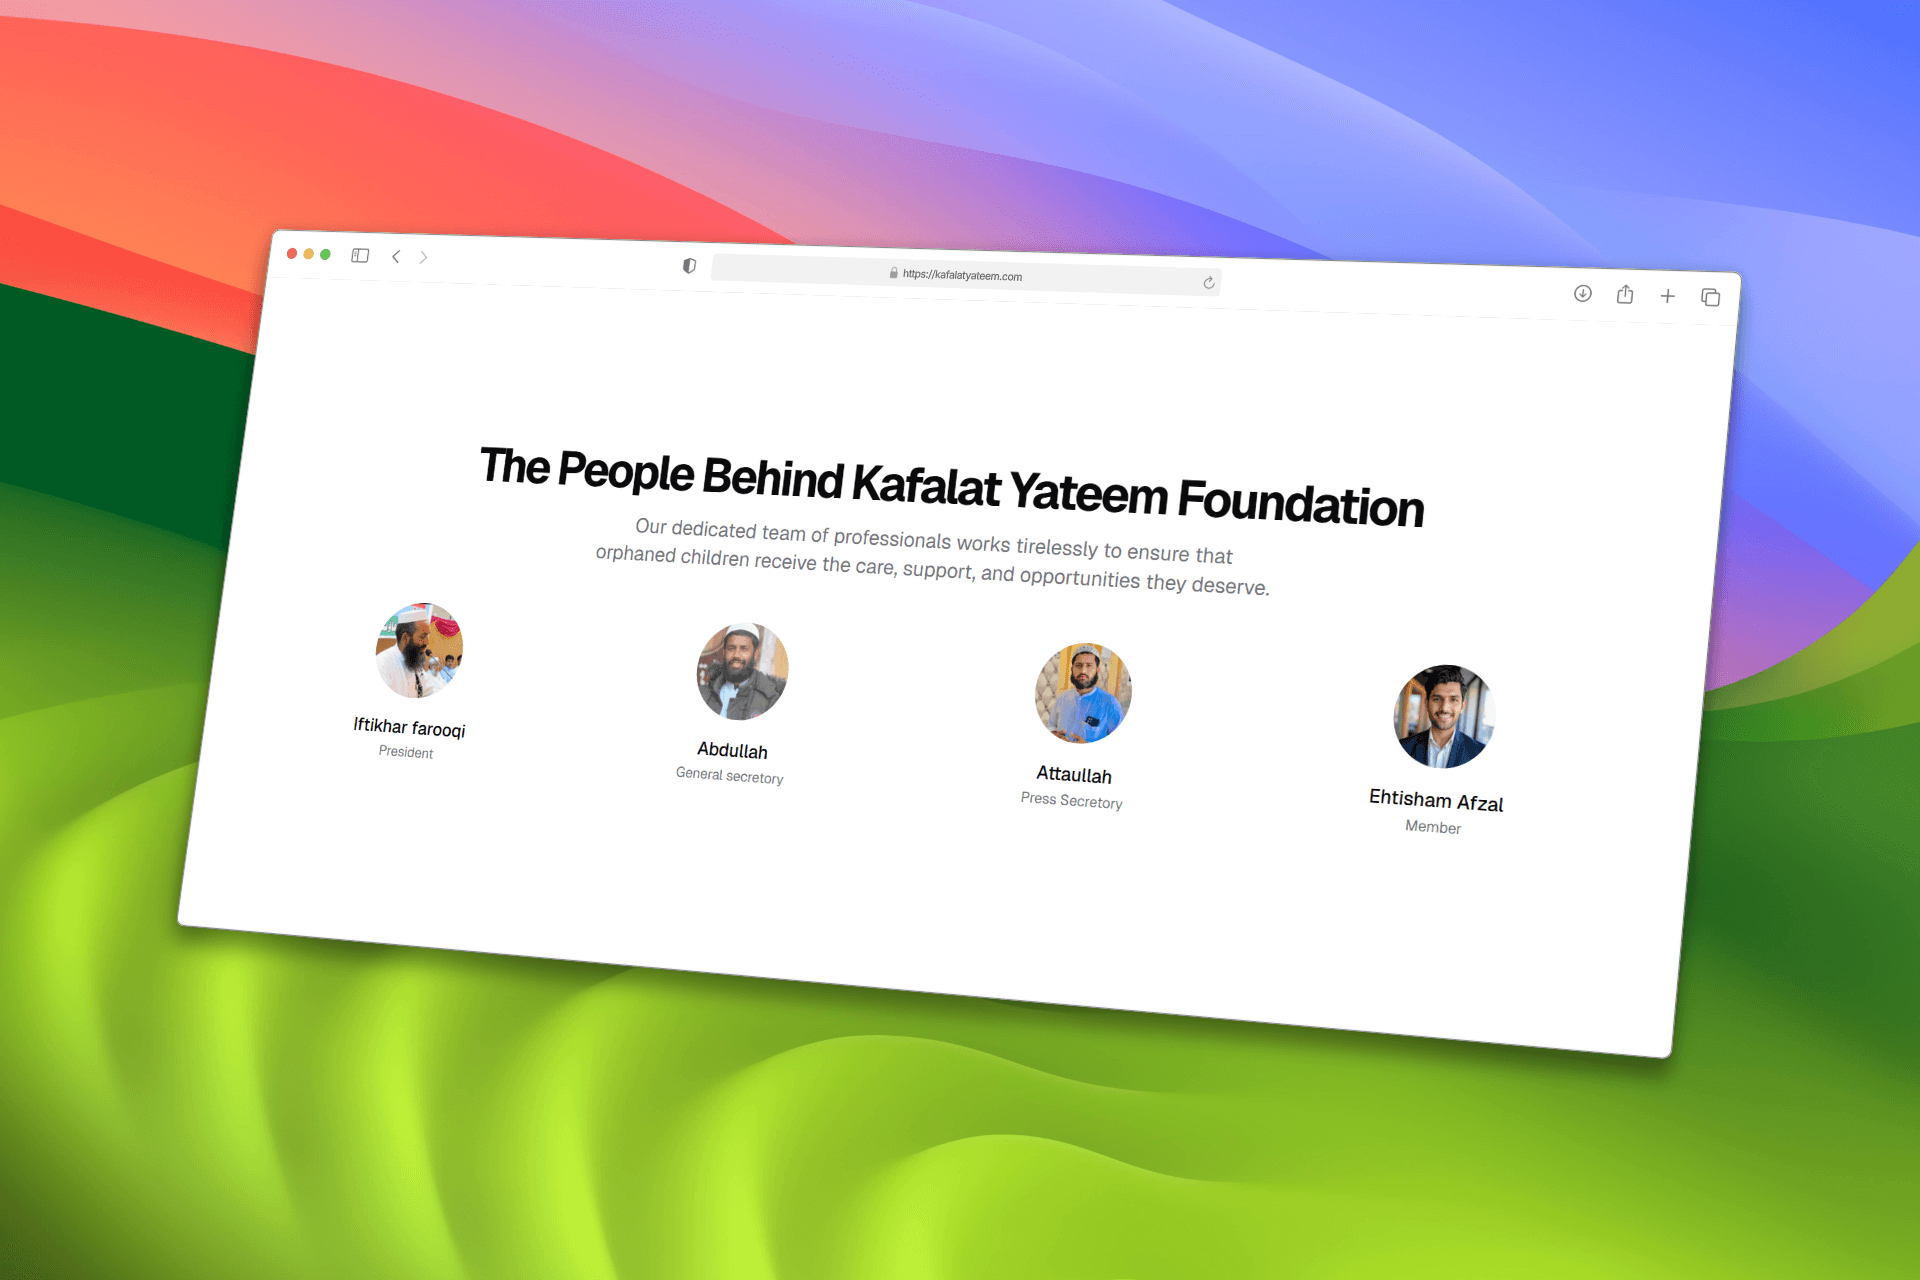 https://kafalatyateem.com
The People Behind Kafalat Yateem Foundation
Our dedicated team of professionals works tirelessly to ensure that
orphaned children receive the care, support, and opportunities they deserve.
Iftikhar farooqi
President
Abdullah
General secretory
Attaullah
Press Secretory
Ehtisham Afzal
Member